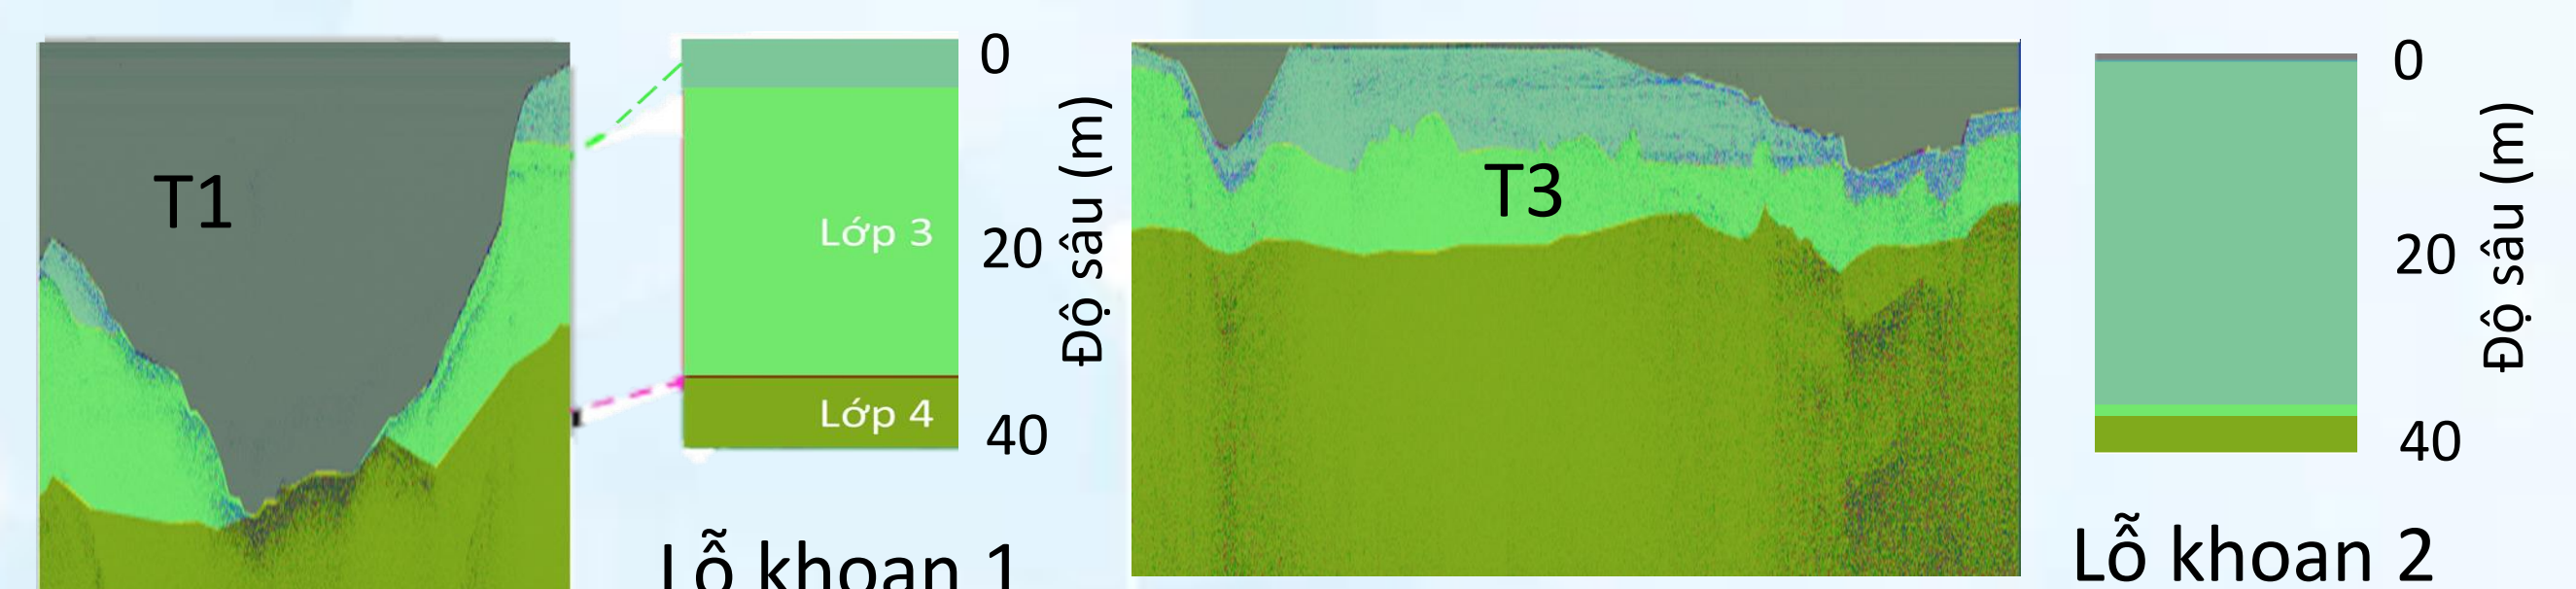 T1
0
Lớp 3
20
Lớp 4
40
Độ sâu (m)
Lỗ khoan 1
T3
0
20
40
Độ sâu (m)
Lỗ khoan 2